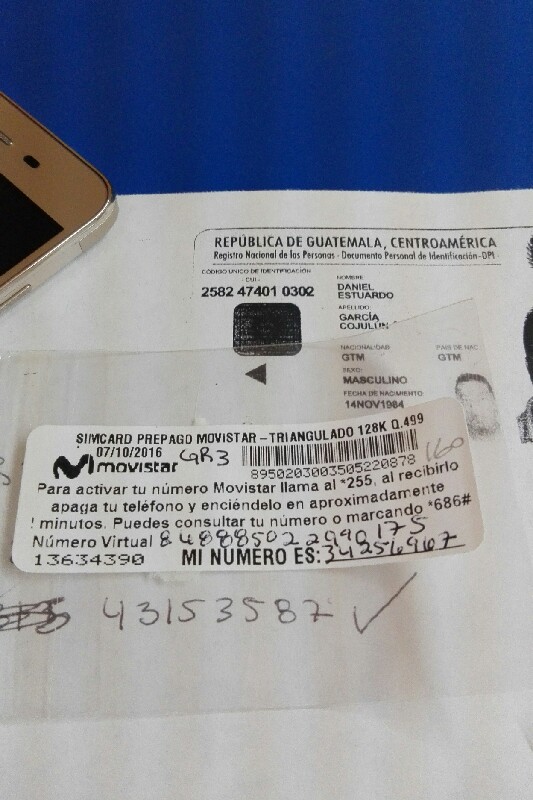 REPÚBLICA DE GUATEMALA, CENTROAMÉRICA
Registro Nacional de las Personas - Documento Personal de Identificación-DPI-
CÓDIGO ÚNICO DE IDENTIFICACIÓN
- CUI -
2582 47401 0302
NOMBRE:
DANIEL
ESTUARDO
APELLIDO:
GARCÍA
COJULÚN
NACIONALIDAD
GTM
PAIS DE NAC
GTM
SEXO:
MASCULINO
FECHA DE NACIMIENTO:
14NOV1984
SIMCARD PREPAGO MOVISTAR - TRIANGULADO 128K Q.499
07/10/2016 GR3
movistar
8950203003505220878
160
Para activar tu número Movistar llama al *255, al recibirlo
apaga tu teléfono y enciéndelo en aproximadamente
! minutos. Puedes consultar tu número o marcando *686#
Número Virtual
13634390 MI NÚMERO ES:
43153587 ✓